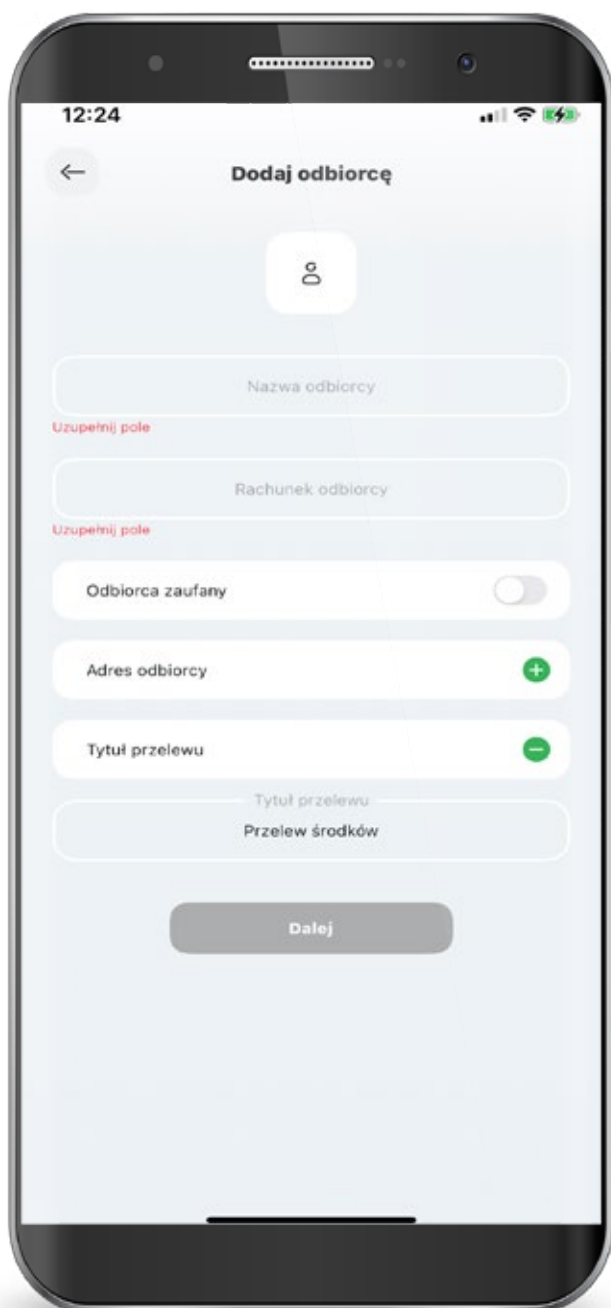 12:24
Dodaj odbiorcę
Nazwa odbiorcy
Uzupełnij pole
Rachunek odbiorcy
Uzupełnij pole
Odbiorca zaufany
Adres odbiorcy
Tytuł przelewu
Tytuł przelewu
Przelew środków
Dalej